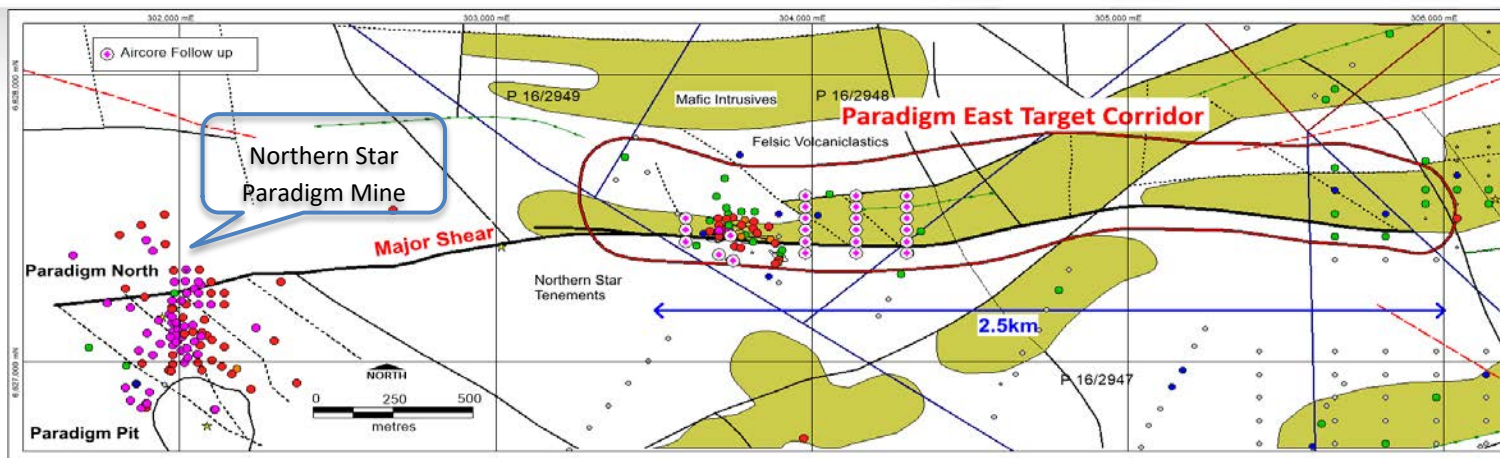 302,000 mE
303,000 mE
304,000 mE
305,000 mE
306,000 mE
Aircore Follow up
6,628,000 mN
P 16/2949
Mafic Intrusives
P 16/2948
Paradigm East Target Corridor
Felsic Volcaniclastics
Northern Star
Paradigm Mine
Major Shear
Paradigm North
Northern Star
Tenements
2.5km
6,627,000 mN
NORTH
P 16/2947
0 250 500
metres
Paradigm Pit